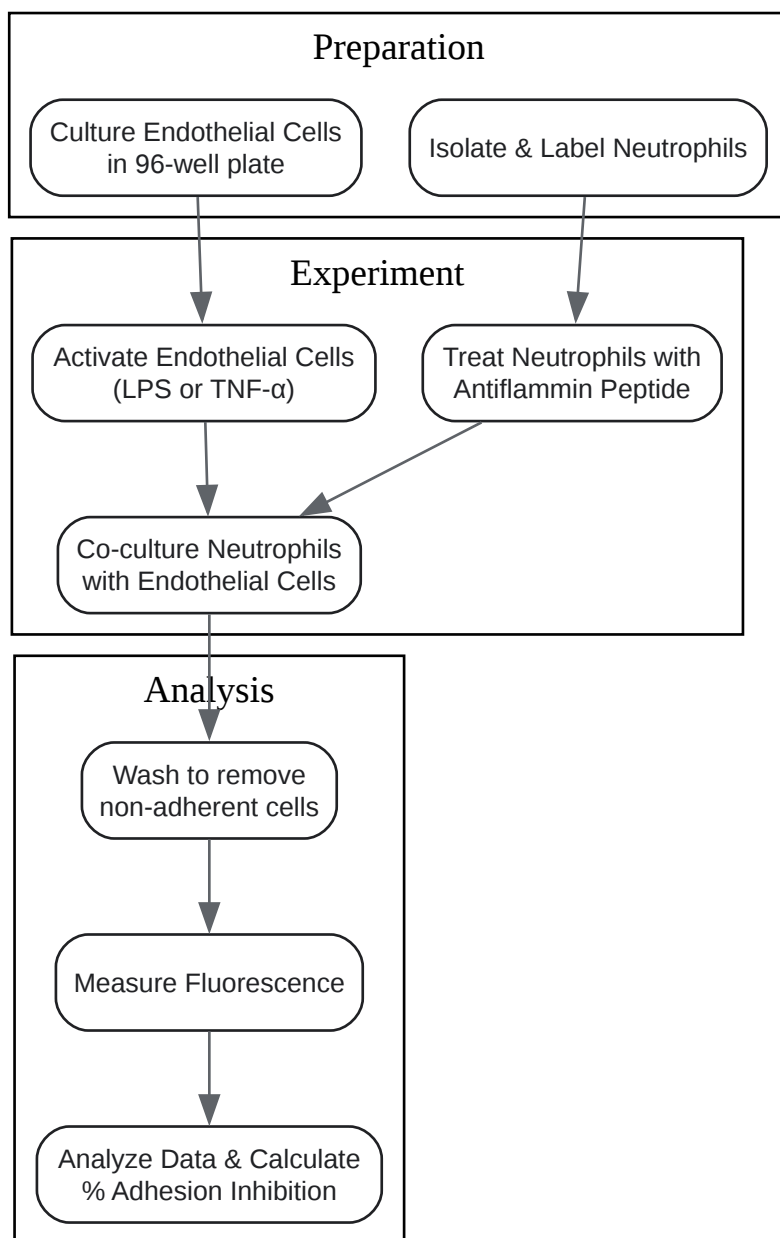 Preparation
Culture Endothelial Cells
in 96-well plate
Isolate & Label Neutrophils
Experiment
Activate Endothelial Cells
(LPS or TNF-α)
Treat Neutrophils with
Antiflammin Peptide
Co-culture Neutrophils
with Endothelial Cells
Analysis
Wash to remove
non-adherent cells
Measure Fluorescence
Analyze Data & Calculate
% Adhesion Inhibition